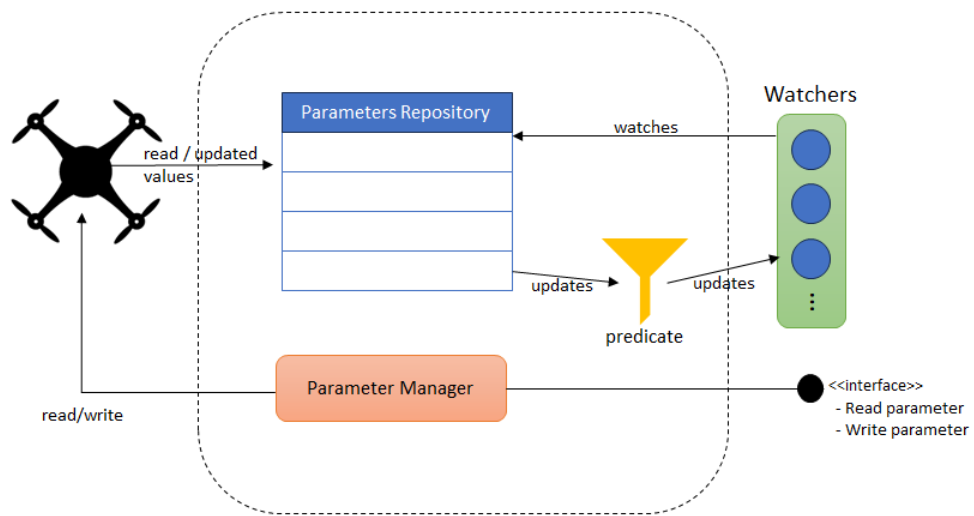 Watchers
Parameters Repository
watches
read / updated
values
updates
updates
predicate
Parameter Manager
<<interface>>
- Read parameter
- Write parameter
read/write